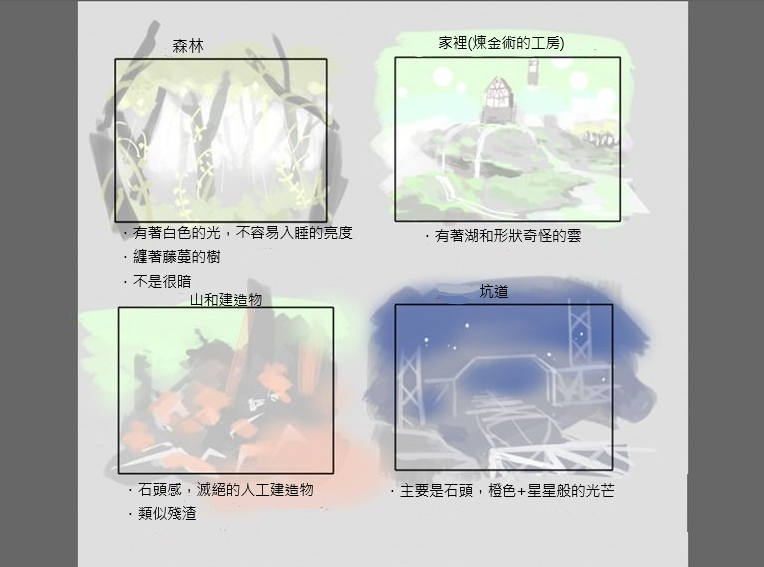 森林
・有著白色的光，不容易入睡的亮度
・纏著藤蔓的樹
・不是很暗
家裡(煉金術的工房)
・有著湖和形狀奇怪的雲
山和建造物
・石頭感，滅絕的人工建造物
・類似殘渣
坑道
・主要是石頭，橙色+星星般的光芒